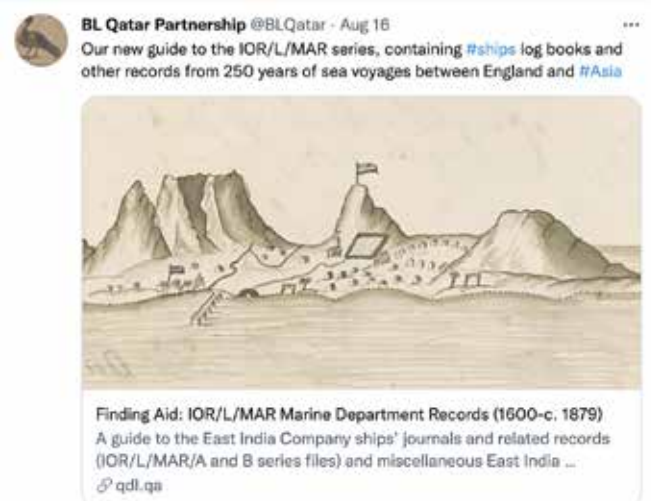 BL Qatar Partnership @BLQatar · Aug 16 ...
Our new guide to the IOR/L/MAR series, containing #ships log books and
other records from 250 years of sea voyages between England and #Asia
Finding Aid: IOR/L/MAR Marine Department Records (1600-c. 1879)
A guide to the East India Company ships' journals and related records
(IOR/L/MAR/A and B series files) and miscellaneous East India ...
qdl.qa